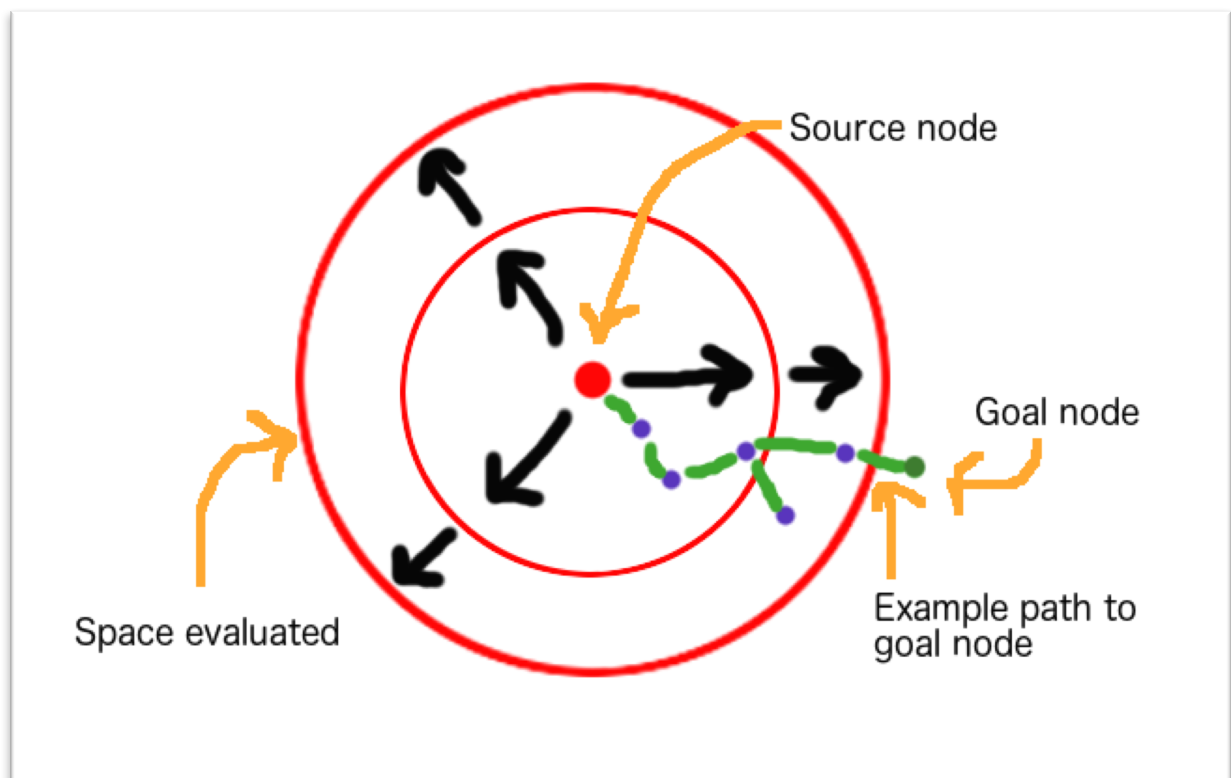 Source node
Goal node
Example path to
goal node
Space evaluated